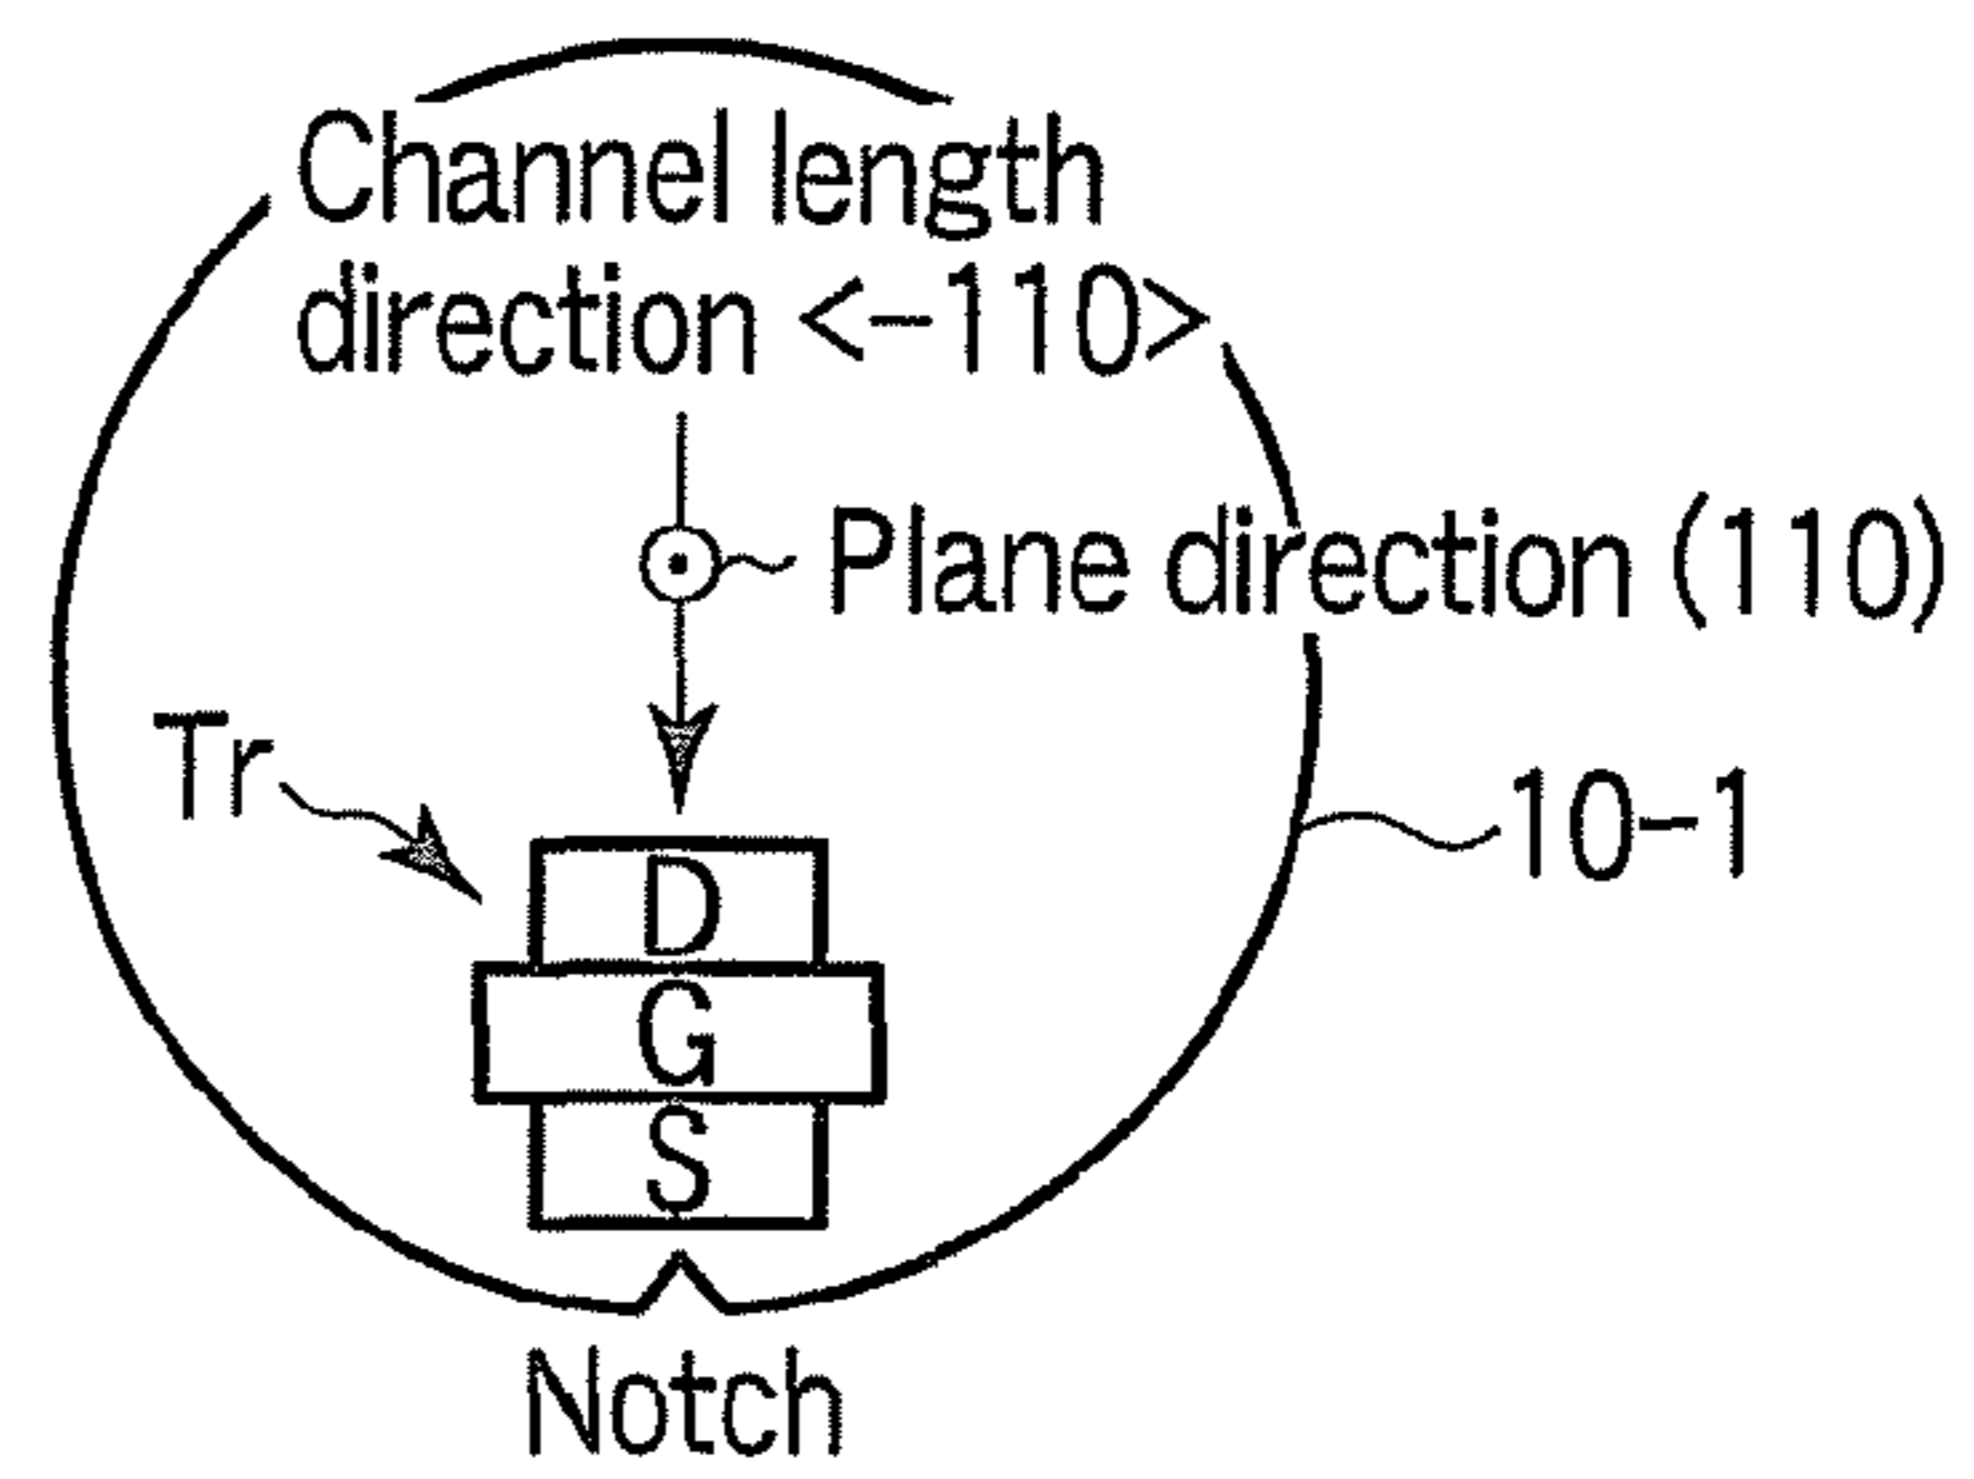 Channel length
direction <-110>
Plane direction (110)
Tr
10-1
D
G
S
Notch